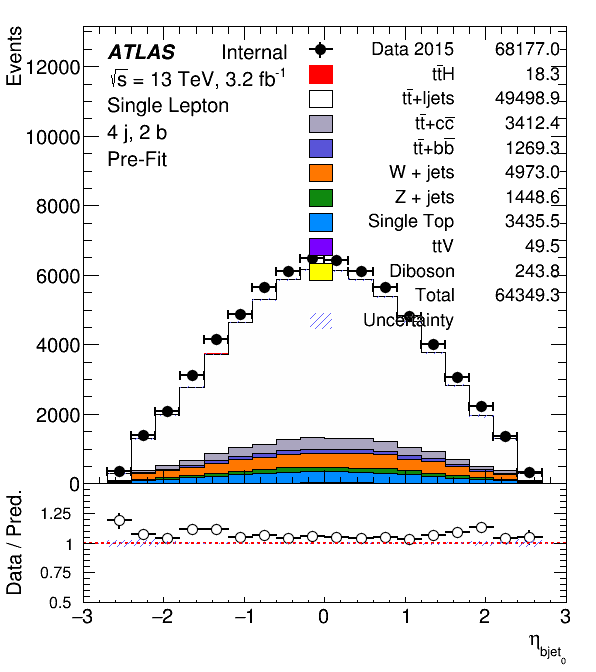 Events
12000
10000
8000
6000
4000
2000
0
ATLAS Internal
√s = 13 TeV, 3.2 fb⁻¹
Single Lepton
4 j, 2 b
Pre-Fit
Data 2015 68177.0
tt̄H 18.3
tt̄+ljets 49498.9
tt̄+cc̄ 3412.4
tt̄+bb̄ 1269.3
W + jets 4973.0
Z + jets 1448.6
Single Top 3435.5
ttV 49.5
Diboson 243.8
Total 64349.3
Uncertainty
Data / Pred.
1.25
1
0.75
0.5
−3 −2 −1 0 1 2 3
η_bjet_0